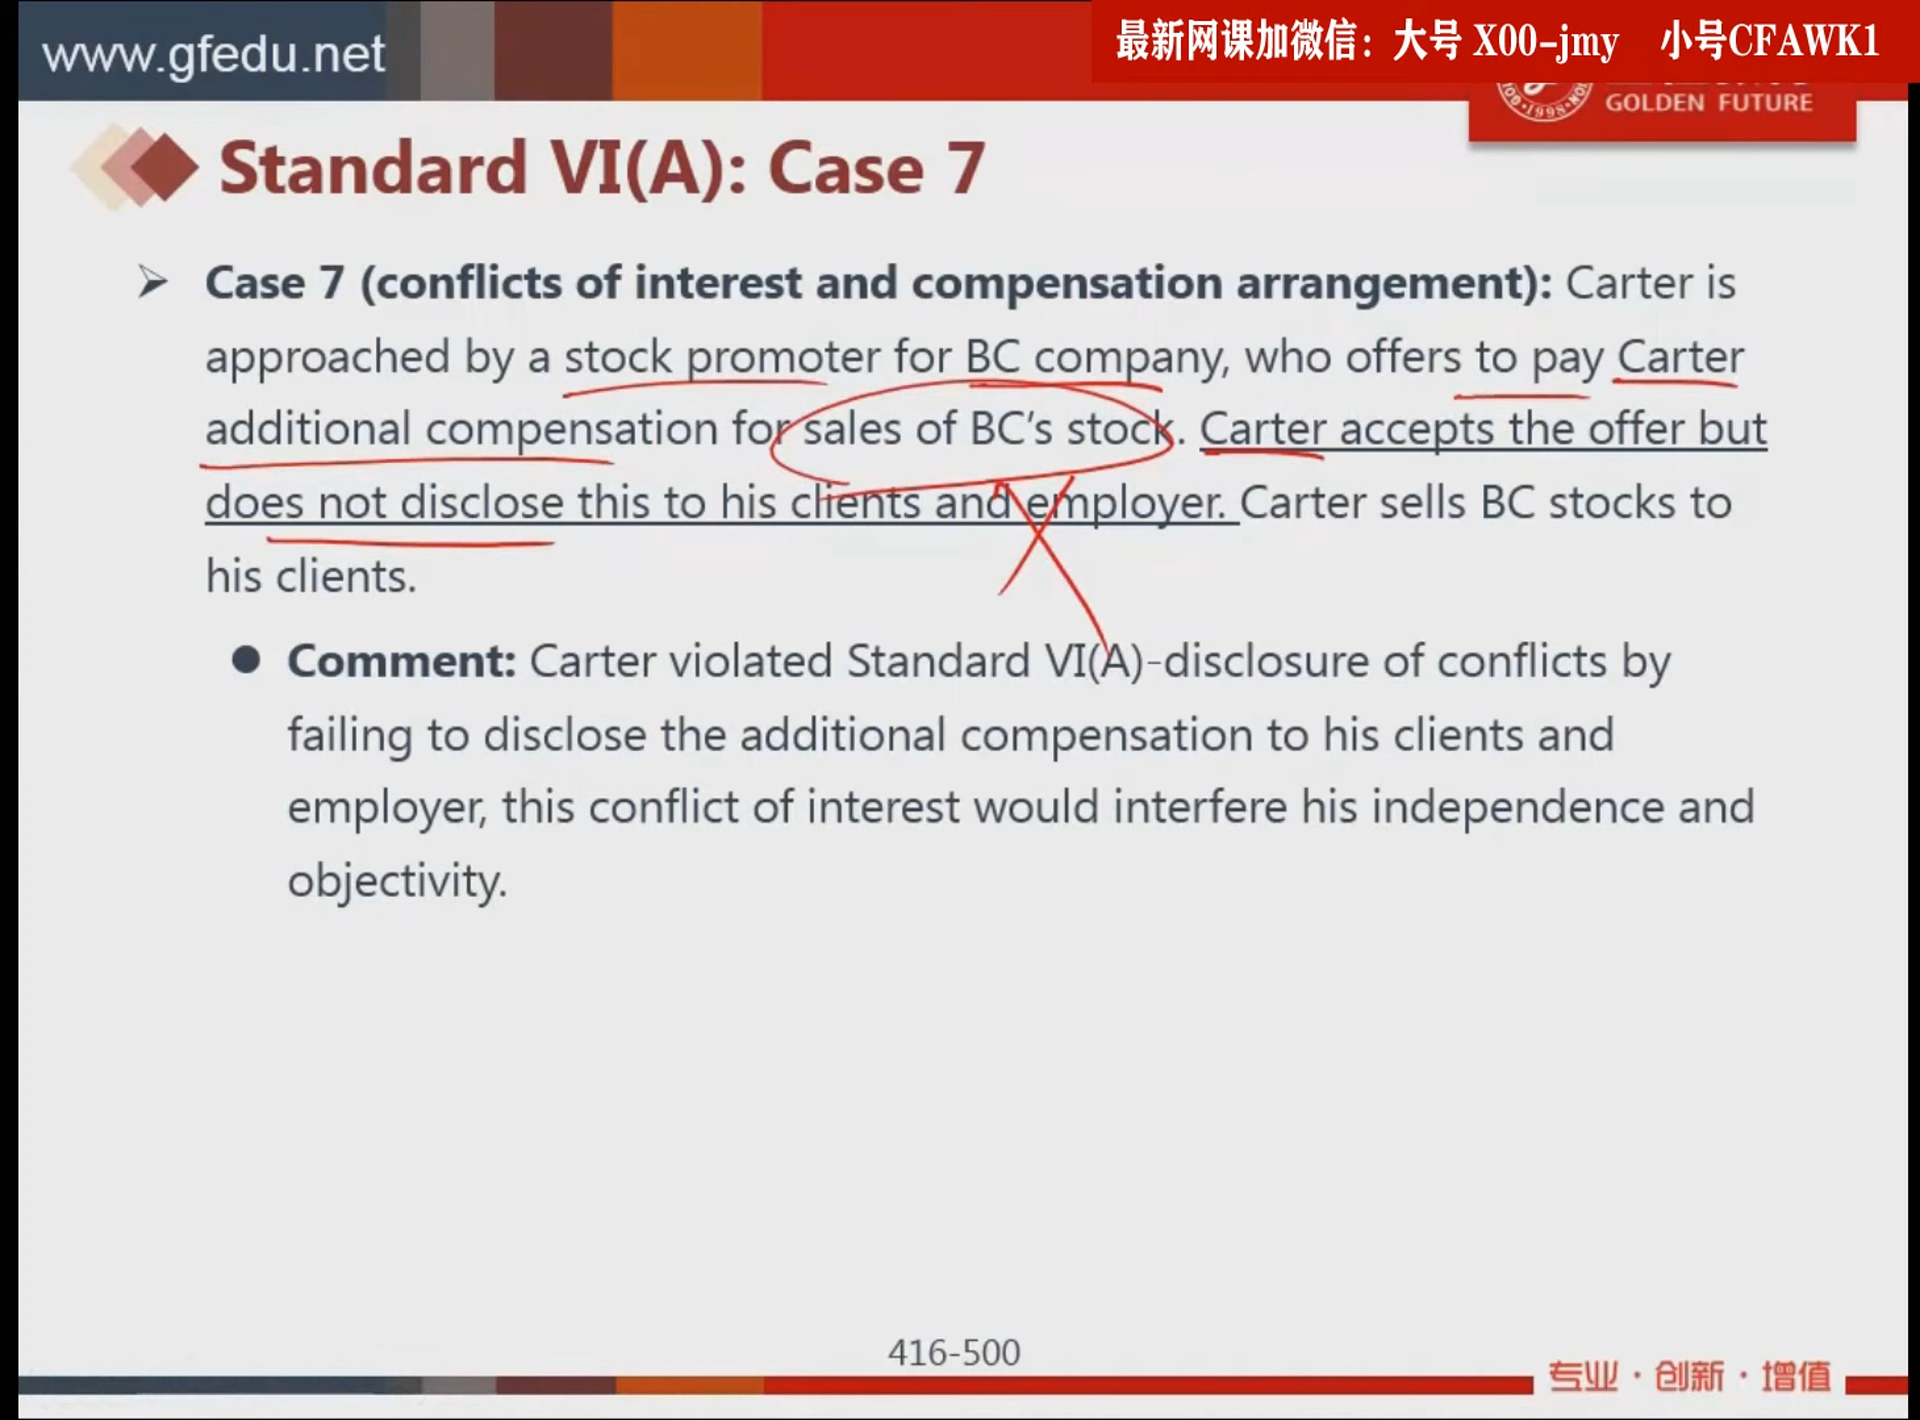 www.gfedu.net
最新网课加微信：大号 X00-jmy 小号CFAWK1
·1998·
GOLDEN FUTURE
Standard VI(A): Case 7
Case 7 (conflicts of interest and compensation arrangement): Carter is
approached by a stock promoter for BC company, who offers to pay Carter
additional compensation for sales of BC's stock. Carter accepts the offer but
does not disclose this to his clients and employer. Carter sells BC stocks to
his clients.
Comment: Carter violated Standard VI(A)-disclosure of conflicts by
failing to disclose the additional compensation to his clients and
employer, this conflict of interest would interfere his independence and
objectivity.
416-500
专业·创新·增值